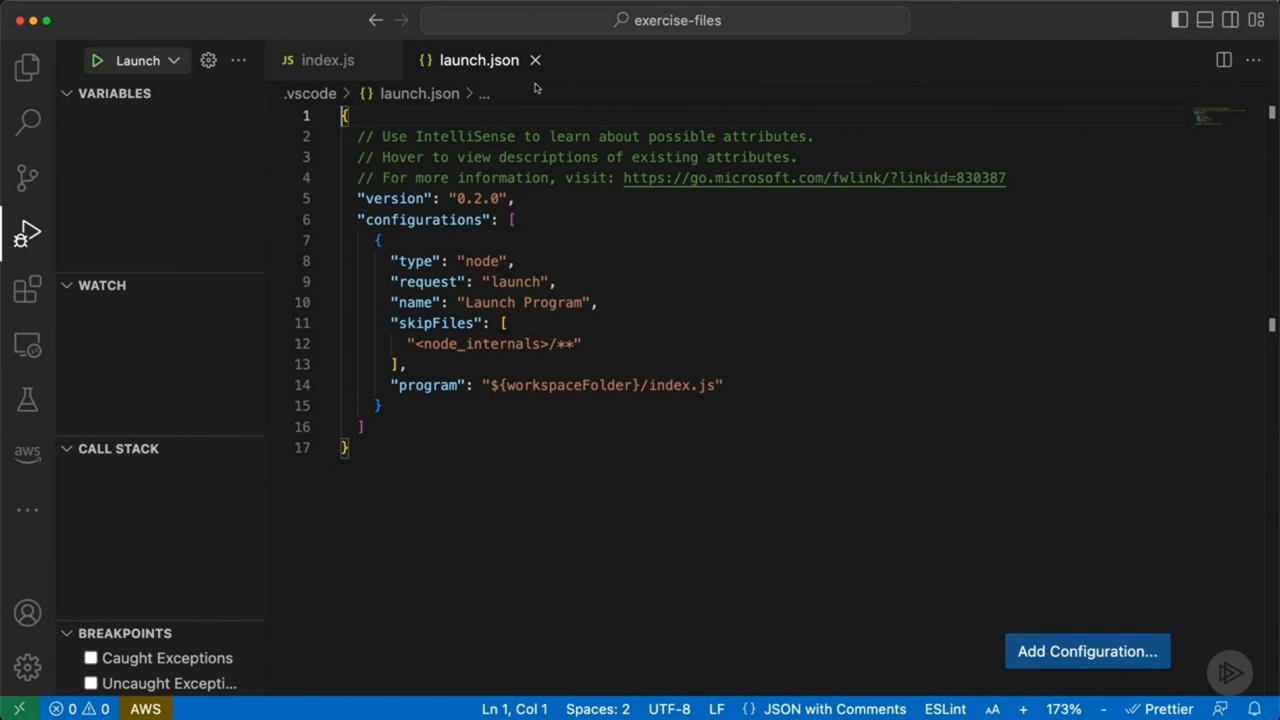 exercise-files
Launch
JS index.js
{} launch.json
VARIABLES
WATCH
CALL STACK
BREAKPOINTS
Caught Exceptions
Uncaught Excepti...
aws
.vscode > {} launch.json > ...
1 {
2 // Use IntelliSense to learn about possible attributes.
3 // Hover to view descriptions of existing attributes.
4 // For more information, visit: https://go.microsoft.com/fwlink/?linkid=830387
5 "version": "0.2.0",
6 "configurations": [
7 {
8 "type": "node",
9 "request": "launch",
10 "name": "Launch Program",
11 "skipFiles": [
12 "<node_internals>/**"
13 ],
14 "program": "${workspaceFolder}/index.js"
15 }
16 ]
17 }
Add Configuration...
0 0 AWS Ln 1, Col 1 Spaces: 2 UTF-8 LF {} JSON with Comments ESLint AA + 173% - Prettier